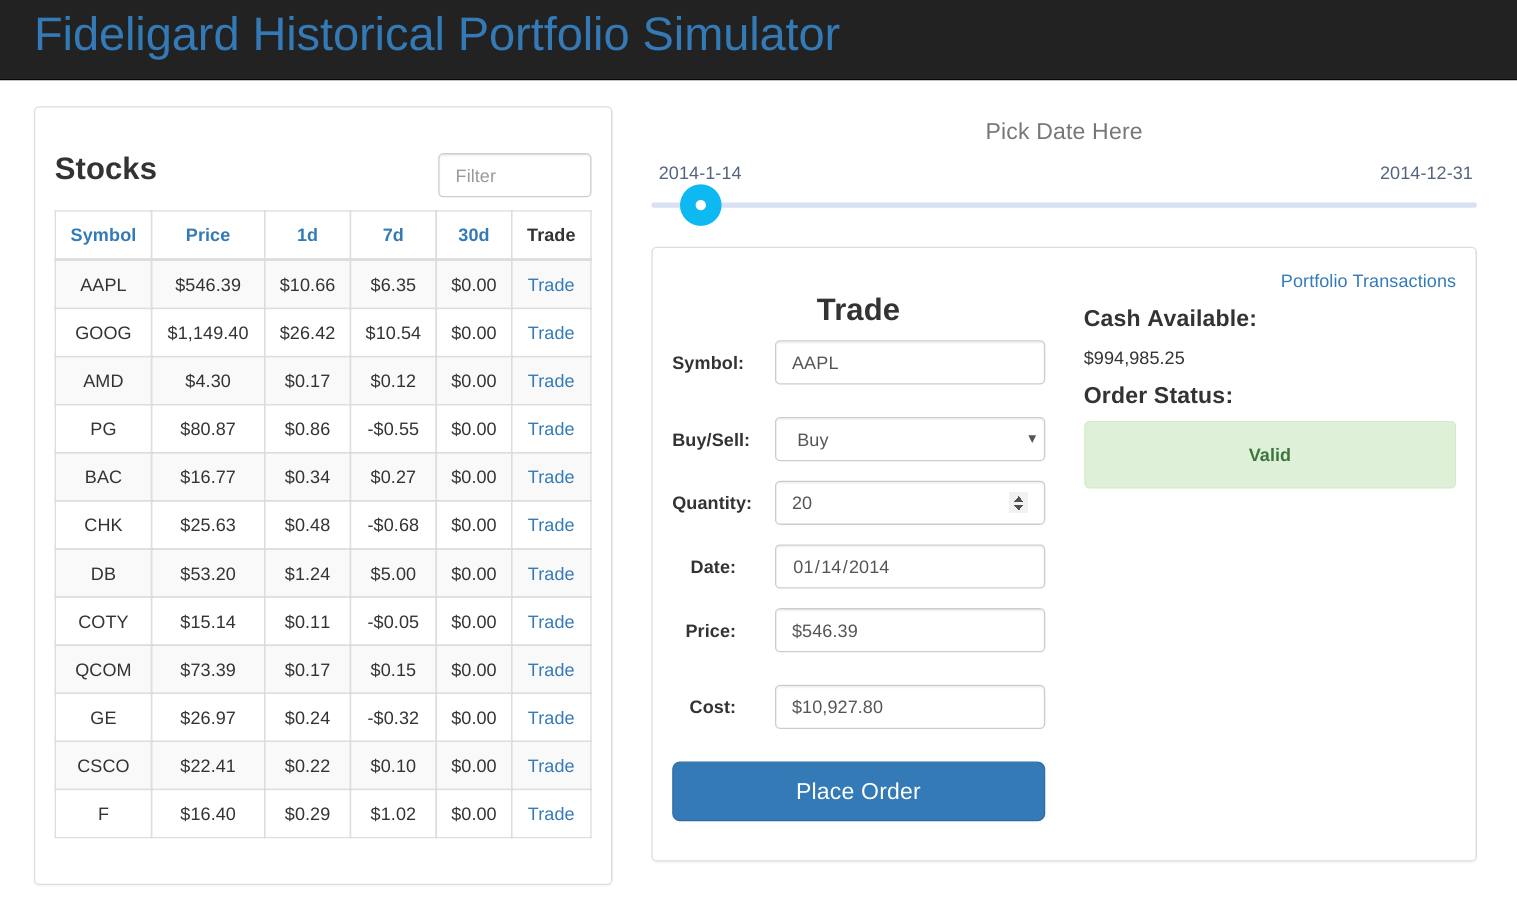 Fideligard Historical Portfolio Simulator
Stocks
Filter
Symbol Price 1d 7d 30d Trade
AAPL $546.39 $10.66 $6.35 $0.00 Trade
GOOG $1,149.40 $26.42 $10.54 $0.00 Trade
AMD $4.30 $0.17 $0.12 $0.00 Trade
PG $80.87 $0.86 -$0.55 $0.00 Trade
BAC $16.77 $0.34 $0.27 $0.00 Trade
CHK $25.63 $0.48 -$0.68 $0.00 Trade
DB $53.20 $1.24 $5.00 $0.00 Trade
COTY $15.14 $0.11 -$0.05 $0.00 Trade
QCOM $73.39 $0.17 $0.15 $0.00 Trade
GE $26.97 $0.24 -$0.32 $0.00 Trade
CSCO $22.41 $0.22 $0.10 $0.00 Trade
F $16.40 $0.29 $1.02 $0.00 Trade
Pick Date Here
2014-1-14 2014-12-31
Portfolio Transactions
Trade
Symbol: AAPL
Buy/Sell: Buy
Quantity: 20
Date: 01/14/2014
Price: $546.39
Cost: $10,927.80
Place Order
Cash Available:
$994,985.25
Order Status:
Valid